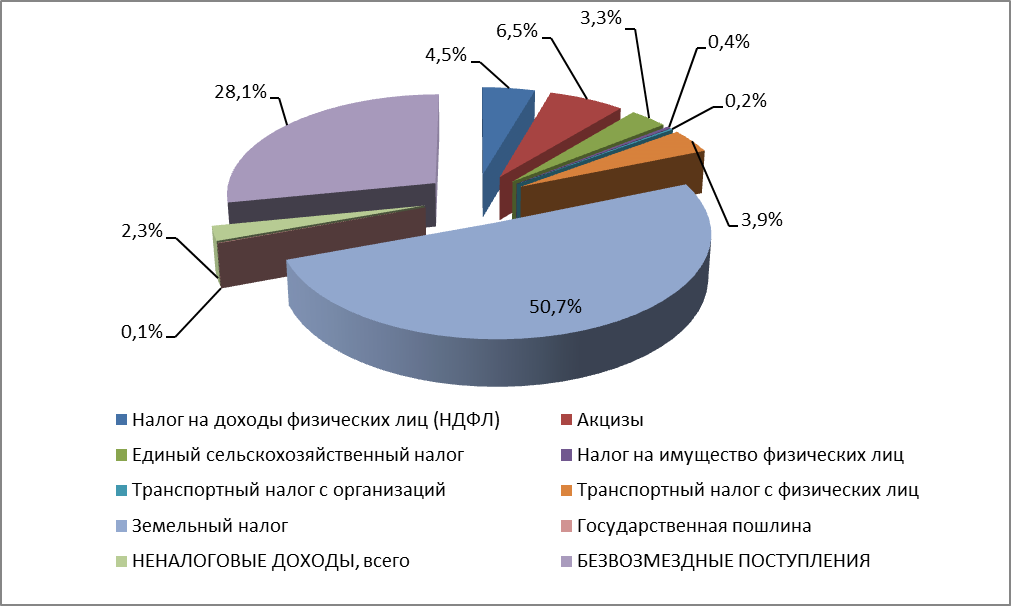 3,3%
6,5%
0,4%
4,5%
28,1%
0,2%
3,9%
2,3%
50,7%
0,1%
Налог на доходы физических лиц (НДФЛ)
Акцизы
Единый сельскохозяйственный налог
Налог на имущество физических лиц
Транспортный налог с организаций
Транспортный налог с физических лиц
Земельный налог
Государственная пошлина
НЕНАЛОГОВЫЕ ДОХОДЫ, всего
БЕЗВОЗМЕЗДНЫЕ ПОСТУПЛЕНИЯ